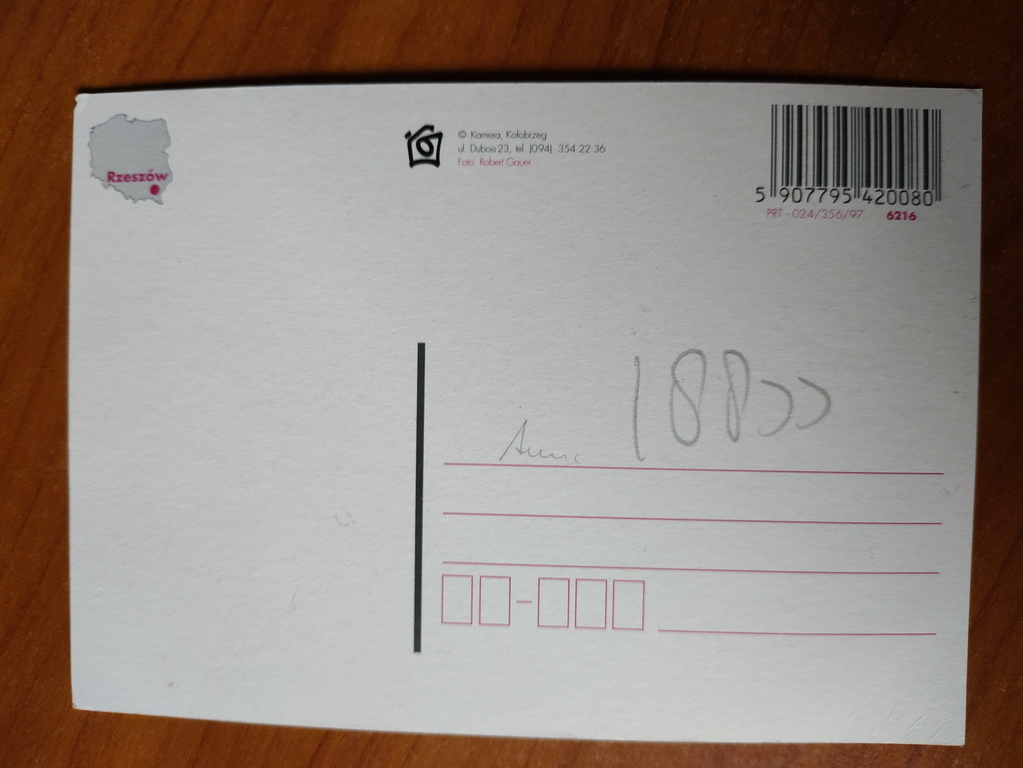 Rzeszów
© Kamera, Kołobrzeg
ul. Dubois 23, tel. (094) 354 22 36
Foto: Robert Gauer
5 907795 420080
PRT - 024/356/97 6216